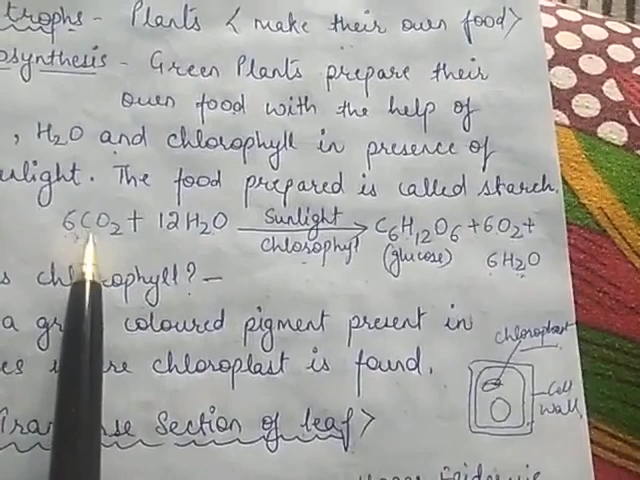 trophs - Plants < make their own food>
osynthesis - Green Plants prepare their
own food with the help of
, H2O and chlorophyll in presence of
nlight. The food prepared is called starch.
6CO2 + 12H2O Sunlight Chlorophyl → C6H12O6 + 6O2 +
(glucose) 6H2O
s chlorophyll? -
a coloured pigment present in
chloroplast is found.
chloroplast
Cell
wall
Section of leaf>